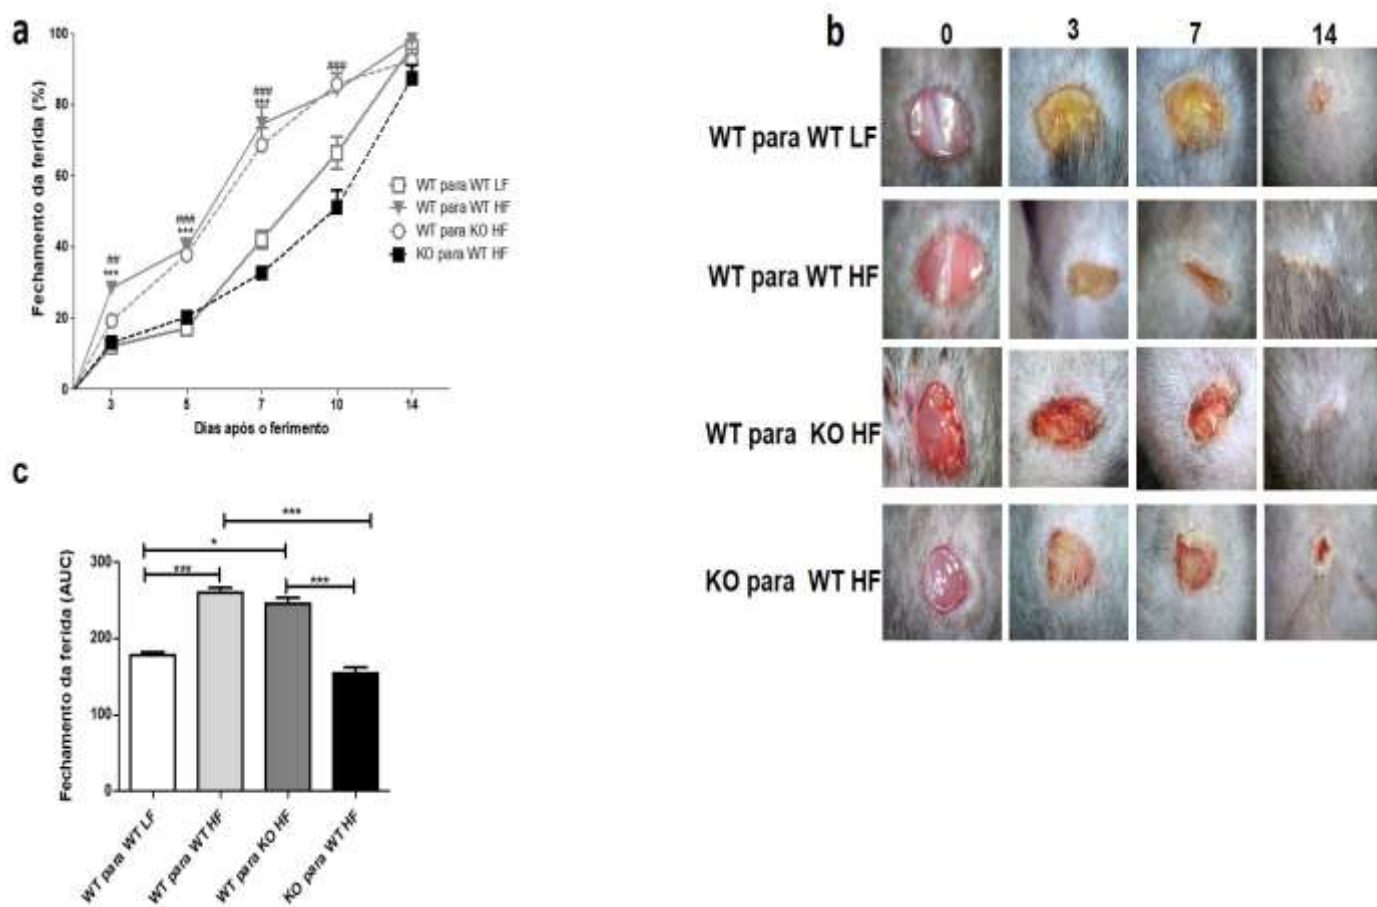 a
Fechamento da ferida (%)
100
80
60
40
20
0
3 5 7 10 14
Dias após o ferimento
## ***
### ***
### ***
###
WT para WT LF
WT para WT HF
WT para KO HF
KO para WT HF
b
0 3 7 14
WT para WT LF
WT para WT HF
WT para KO HF
KO para WT HF
c
Fechamento da ferida (AUC)
300
200
100
0
***
*
### ***
WT para WT LF
WT para WT HF
WT para KO HF
KO para WT HF